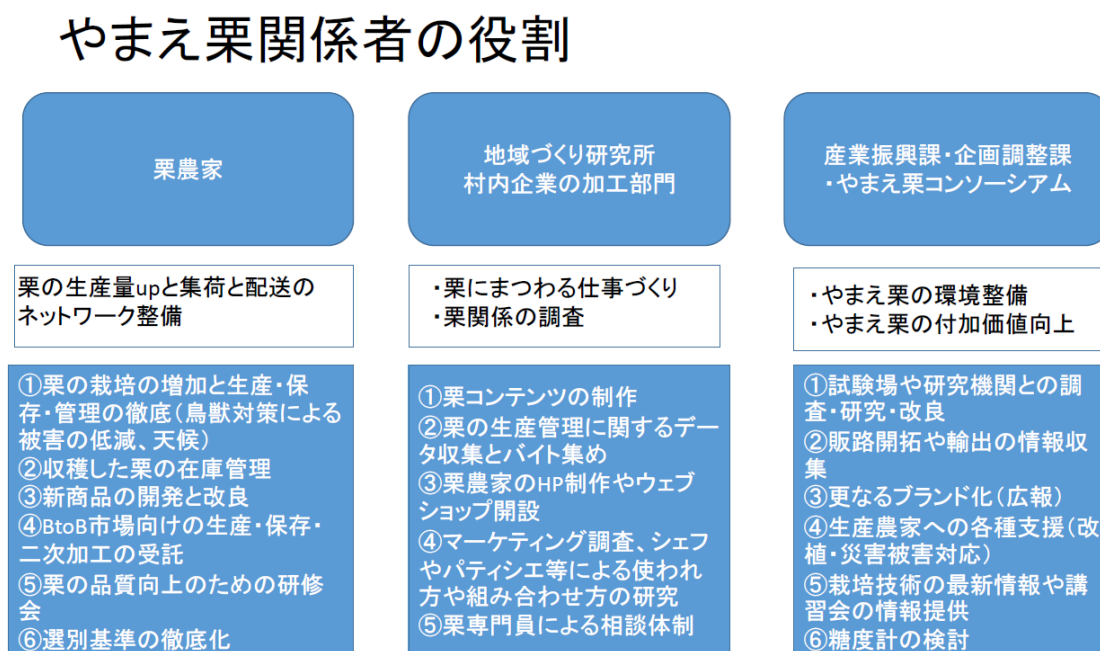 やまえ栗関係者の役割
栗農家
栗の生産量upと集荷と配送の
ネットワーク整備
①栗の栽培の増加と生産・保
存・管理の徹底(鳥獣対策による
被害の低減、天候)
②収穫した栗の在庫管理
③新商品の開発と改良
④BtoB市場向けの生産・保存・
二次加工の受託
⑤栗の品質向上のための研修
会
⑥選別基準の徹底化
地域づくり研究所
村内企業の加工部門
・栗にまつわる仕事づくり
・栗関係の調査
①栗コンテンツの制作
②栗の生産管理に関するデー
タ収集とバイト集め
③栗農家のHP制作やウェブ
ショップ開設
④マーケティング調査、シェフ
やパティシエ等による使われ
方や組み合わせ方の研究
⑤栗専門員による相談体制
産業振興課・企画調整課
・やまえ栗コンソーシアム
・やまえ栗の環境整備
・やまえ栗の付加価値向上
①試験場や研究機関との調
査・研究・改良
②販路開拓や輸出の情報収
集
③更なるブランド化(広報)
④生産農家への各種支援(改
植・災害被害対応)
⑤栽培技術の最新情報や講
習会の情報提供
⑥糖度計の検討